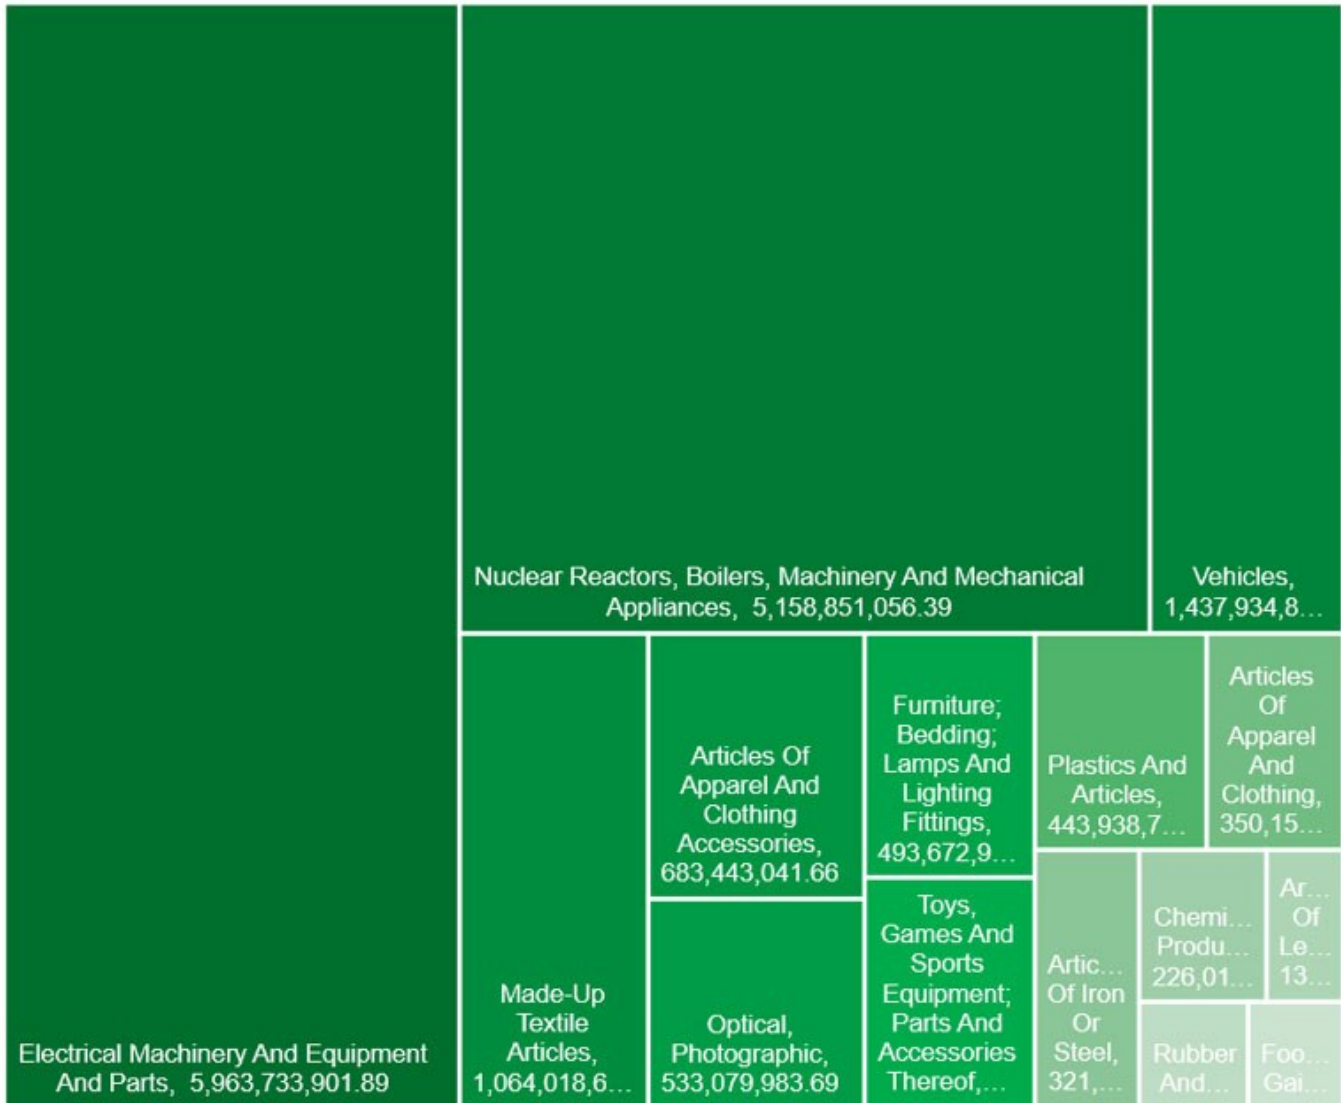 Electrical Machinery And Equipment
And Parts, 5,963,733,901.89
Nuclear Reactors, Boilers, Machinery And Mechanical
Appliances, 5,158,851,056.39
Vehicles,
1,437,934,8...
Made-Up
Textile
Articles,
1,064,018,6...
Articles Of
Apparel And
Clothing
Accessories,
683,443,041.66
Optical,
Photographic,
533,079,983.69
Furniture;
Bedding;
Lamps And
Lighting
Fittings,
493,672,9...
Toys,
Games And
Sports
Equipment;
Parts And
Accessories
Thereof,...
Plastics And
Articles,
443,938,7...
Articles
Of
Apparel
And
Clothing,
350,15...
Artic...
Of Iron
Or
Steel,
321,...
Chemi...
Produ...
226,01...
Ar...
Of
Le...
13...
Rubber
And...
Foo...
Gai...